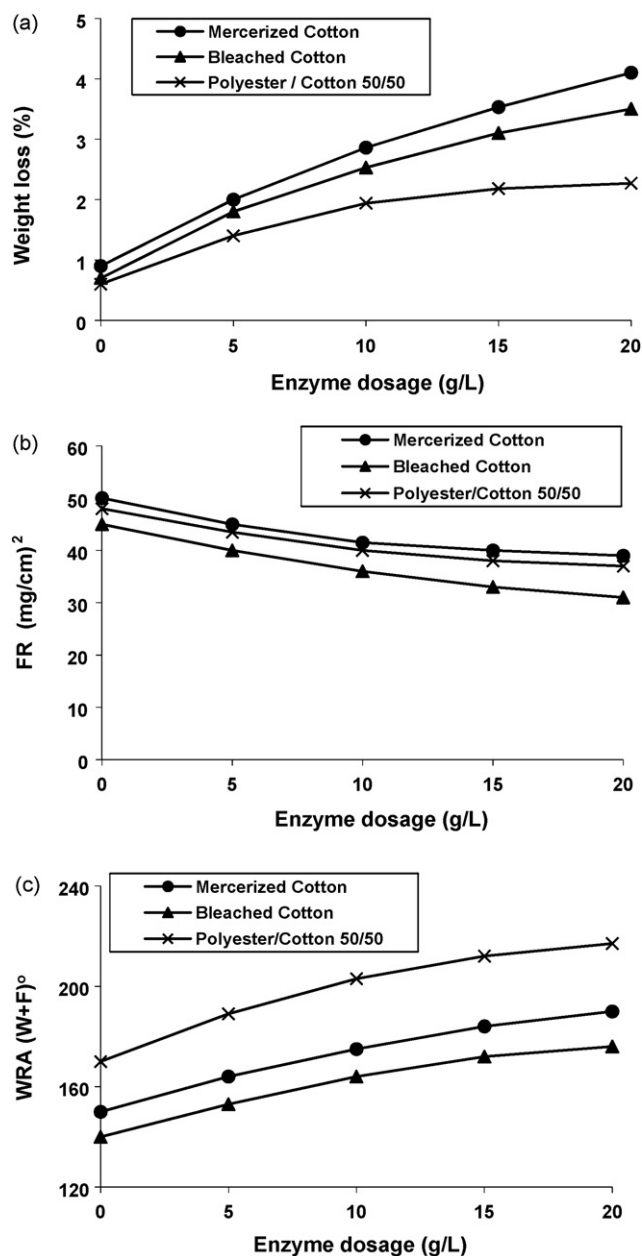 (a)
Mercerized Cotton
Bleached Cotton
Polyester / Cotton 50/50
5
4
3
2
1
0
Weight loss (%)
0 5 10 15 20
Enzyme dosage (g/L)
(b)
Mercerized Cotton
Bleached Cotton
Polyester/Cotton 50/50
60
50
40
30
20
10
0
FR (mg/cm)²
0 5 10 15 20
Enzyme dosage (g/L)
(c)
Mercerized Cotton
Bleached Cotton
Polyester/Cotton 50/50
240
200
160
120
WRA (W+F)º
0 5 10 15 20
Enzyme dosage (g/L)